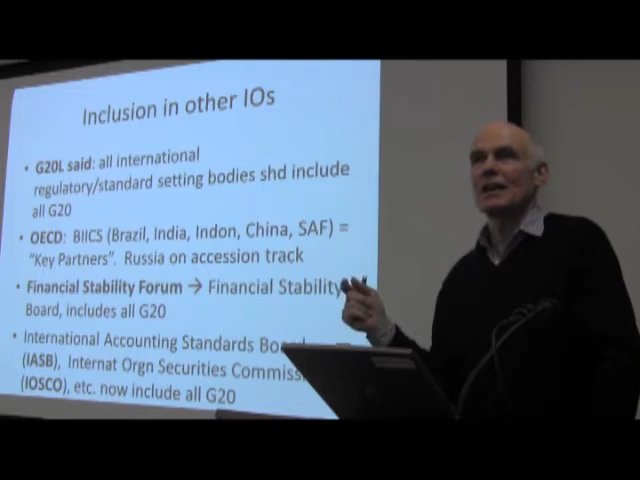 Inclusion in other IOs
• G20L said: all international
regulatory/standard setting bodies shd include
all G20
• OECD: BIICS (Brazil, India, Indon, China, SAF) =
"Key Partners". Russia on accession track
• Financial Stability Forum → Financial Stability
Board, includes all G20
• International Accounting Standards Bo
(IASB), Internat Orgn Securities Commiss
(IOSCO), etc. now include all G20